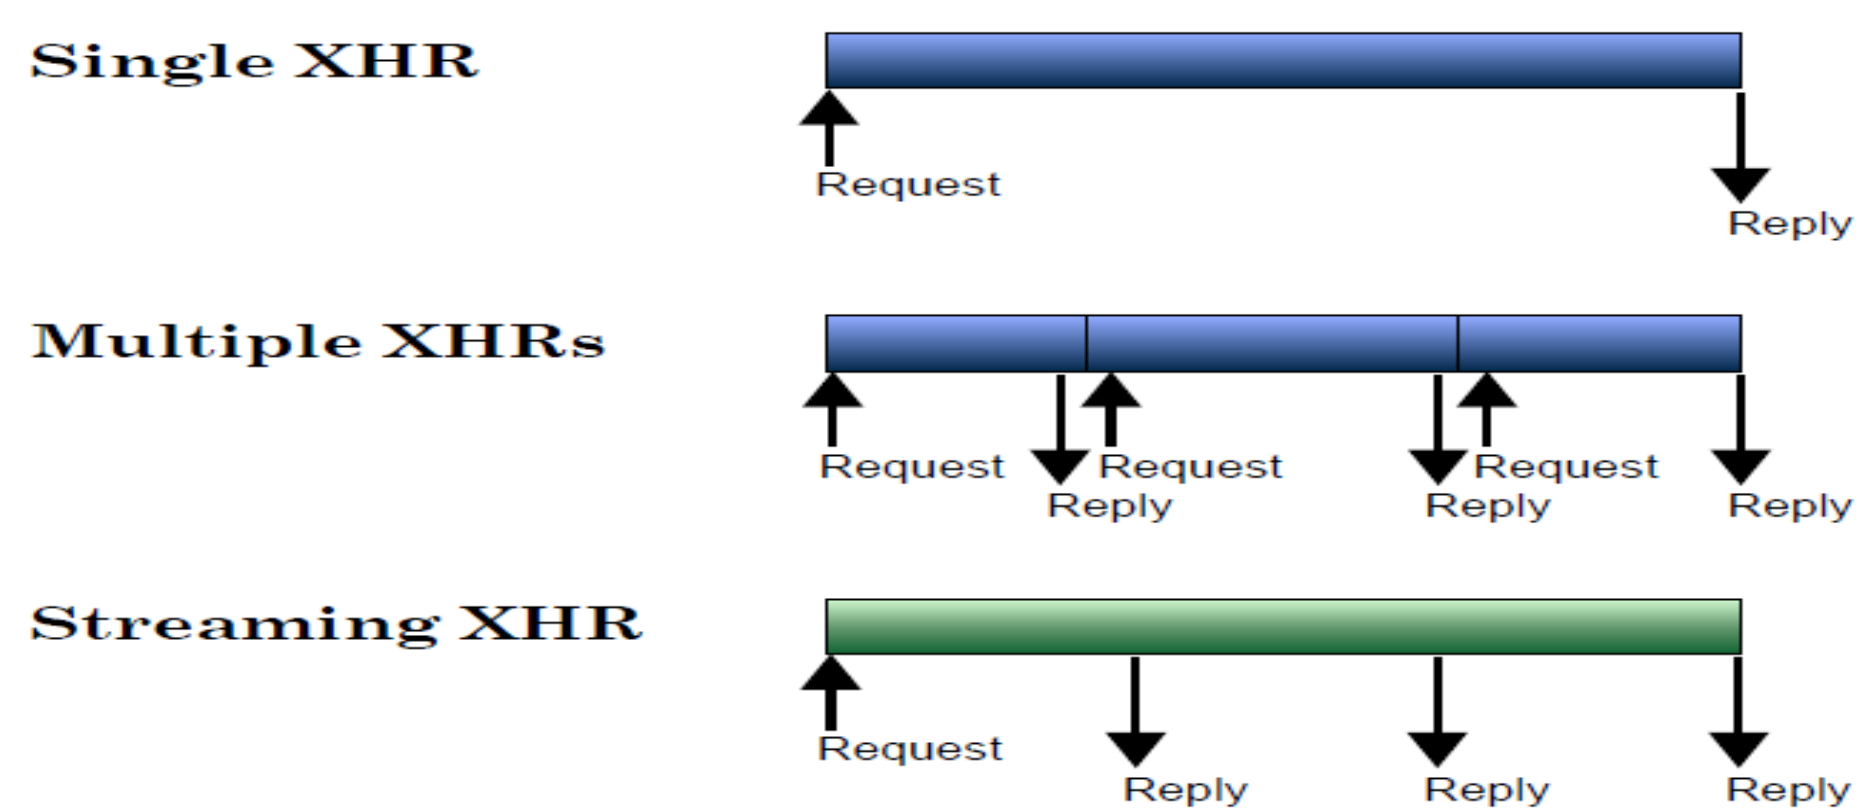 Single XHR
Request
Reply
Multiple XHRs
Request Request Request
Reply Reply Reply
Streaming XHR
Request
Reply Reply Reply